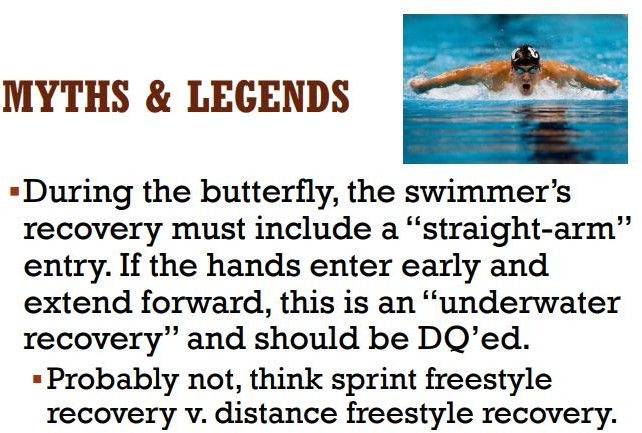 MYTHS & LEGENDS
▪During the butterfly, the swimmer’s
recovery must include a “straight-arm”
entry. If the hands enter early and
extend forward, this is an “underwater
recovery” and should be DQ’ed.
▪Probably not, think sprint freestyle
recovery v. distance freestyle recovery.